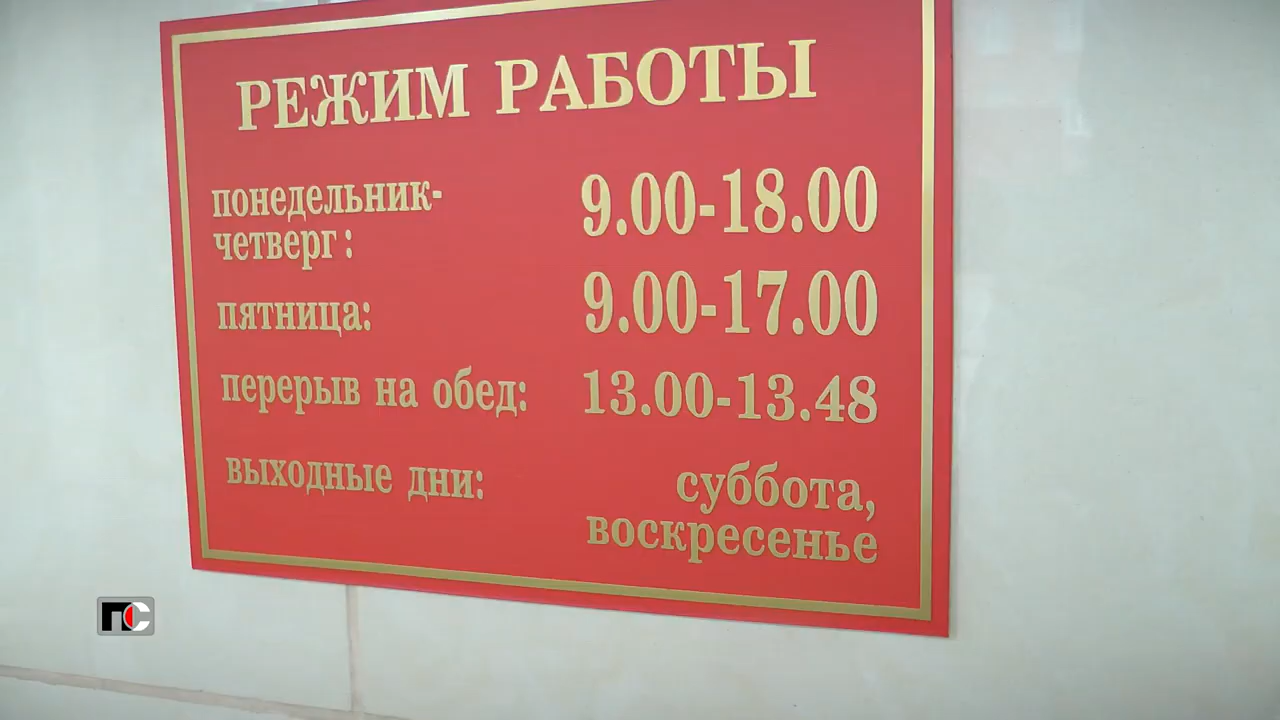 РЕЖИМ РАБОТЫ
понедельник-
четверг: 9.00-18.00
пятница: 9.00-17.00
перерыв на обед: 13.00-13.48
выходные дни: суббота,
воскресенье
ПС